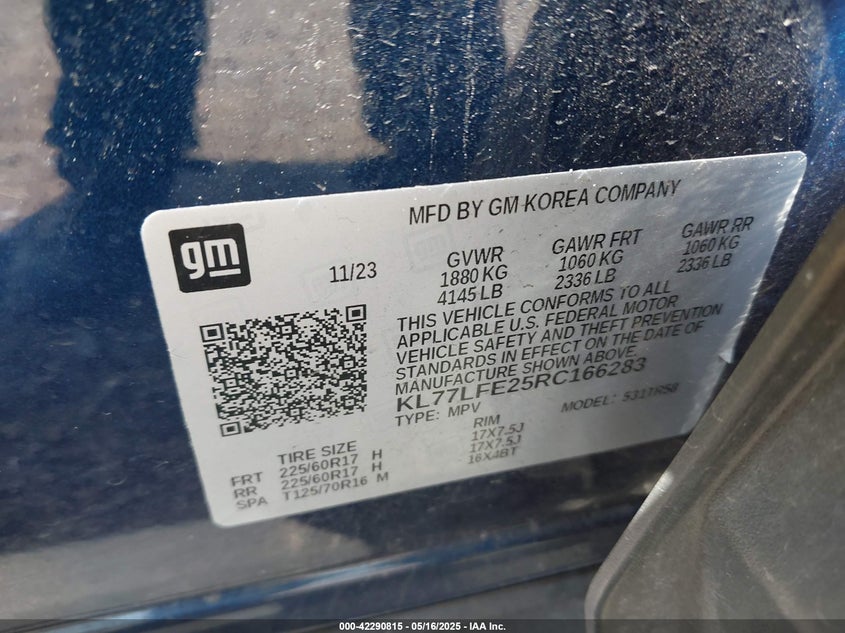 MFD BY GM KOREA COMPANY
gm
11/23
GVWR
1880 KG
4145 LB
GAWR FRT
1060 KG
2336 LB
GAWR RR
1060 KG
2336 LB
THIS VEHICLE CONFORMS TO ALL
APPLICABLE U.S. FEDERAL MOTOR
VEHICLE SAFETY AND THEFT PREVENTION
STANDARDS IN EFFECT ON THE DATE OF
MANUFACTURE SHOWN ABOVE.
KL77LFE25RC166283
TYPE: MPV MODEL: 531TR58
TIRE SIZE RIM
FRT 225/60R17 H 17X7.5J
RR 225/60R17 H 17X7.5J
SPA T125/70R16 M 16X4BT
000-42290815 - 05/16/2025 - IAA Inc.